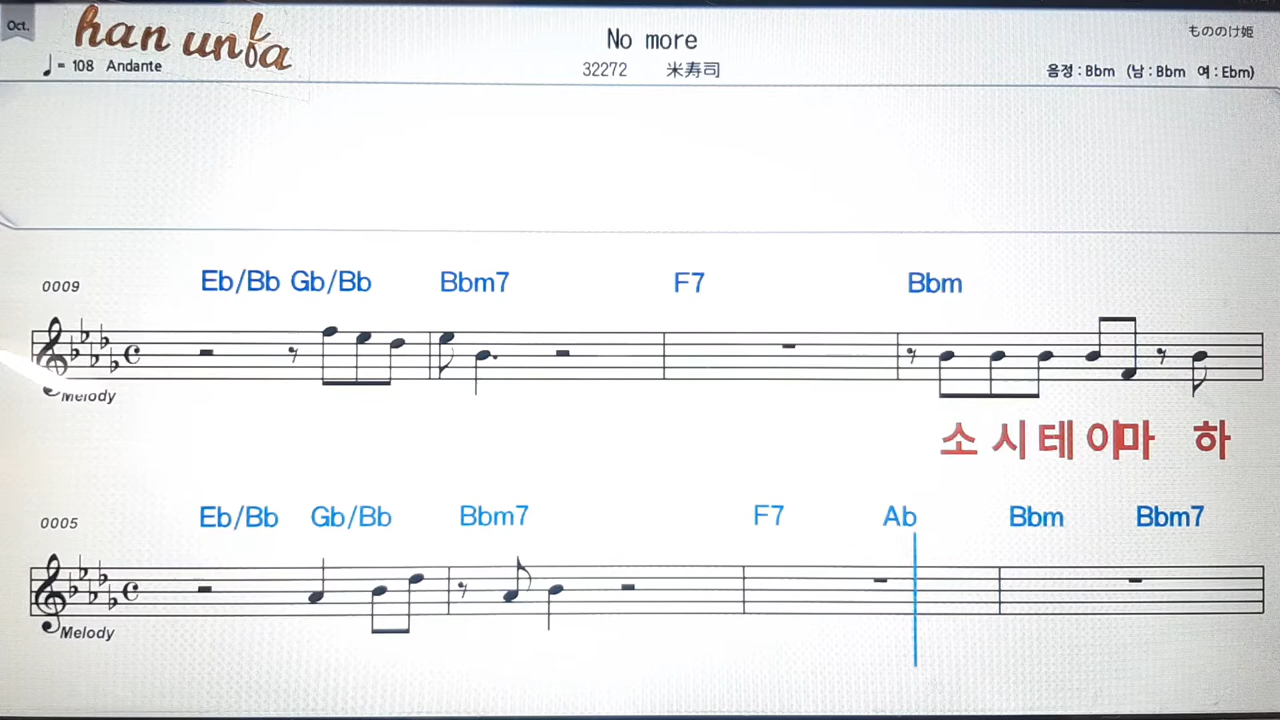 Oct.
han unfa
No more
もののけ姫
♩= 108 Andante
32272 米寿司
음정 : Bbm (남 : Bbm 여 : Ebm)
0009 Eb/Bb Gb/Bb Bbm7 F7 Bbm
Melody
소 시 테 이마 하
0005 Eb/Bb Gb/Bb Bbm7 F7 Ab Bbm Bbm7
Melody